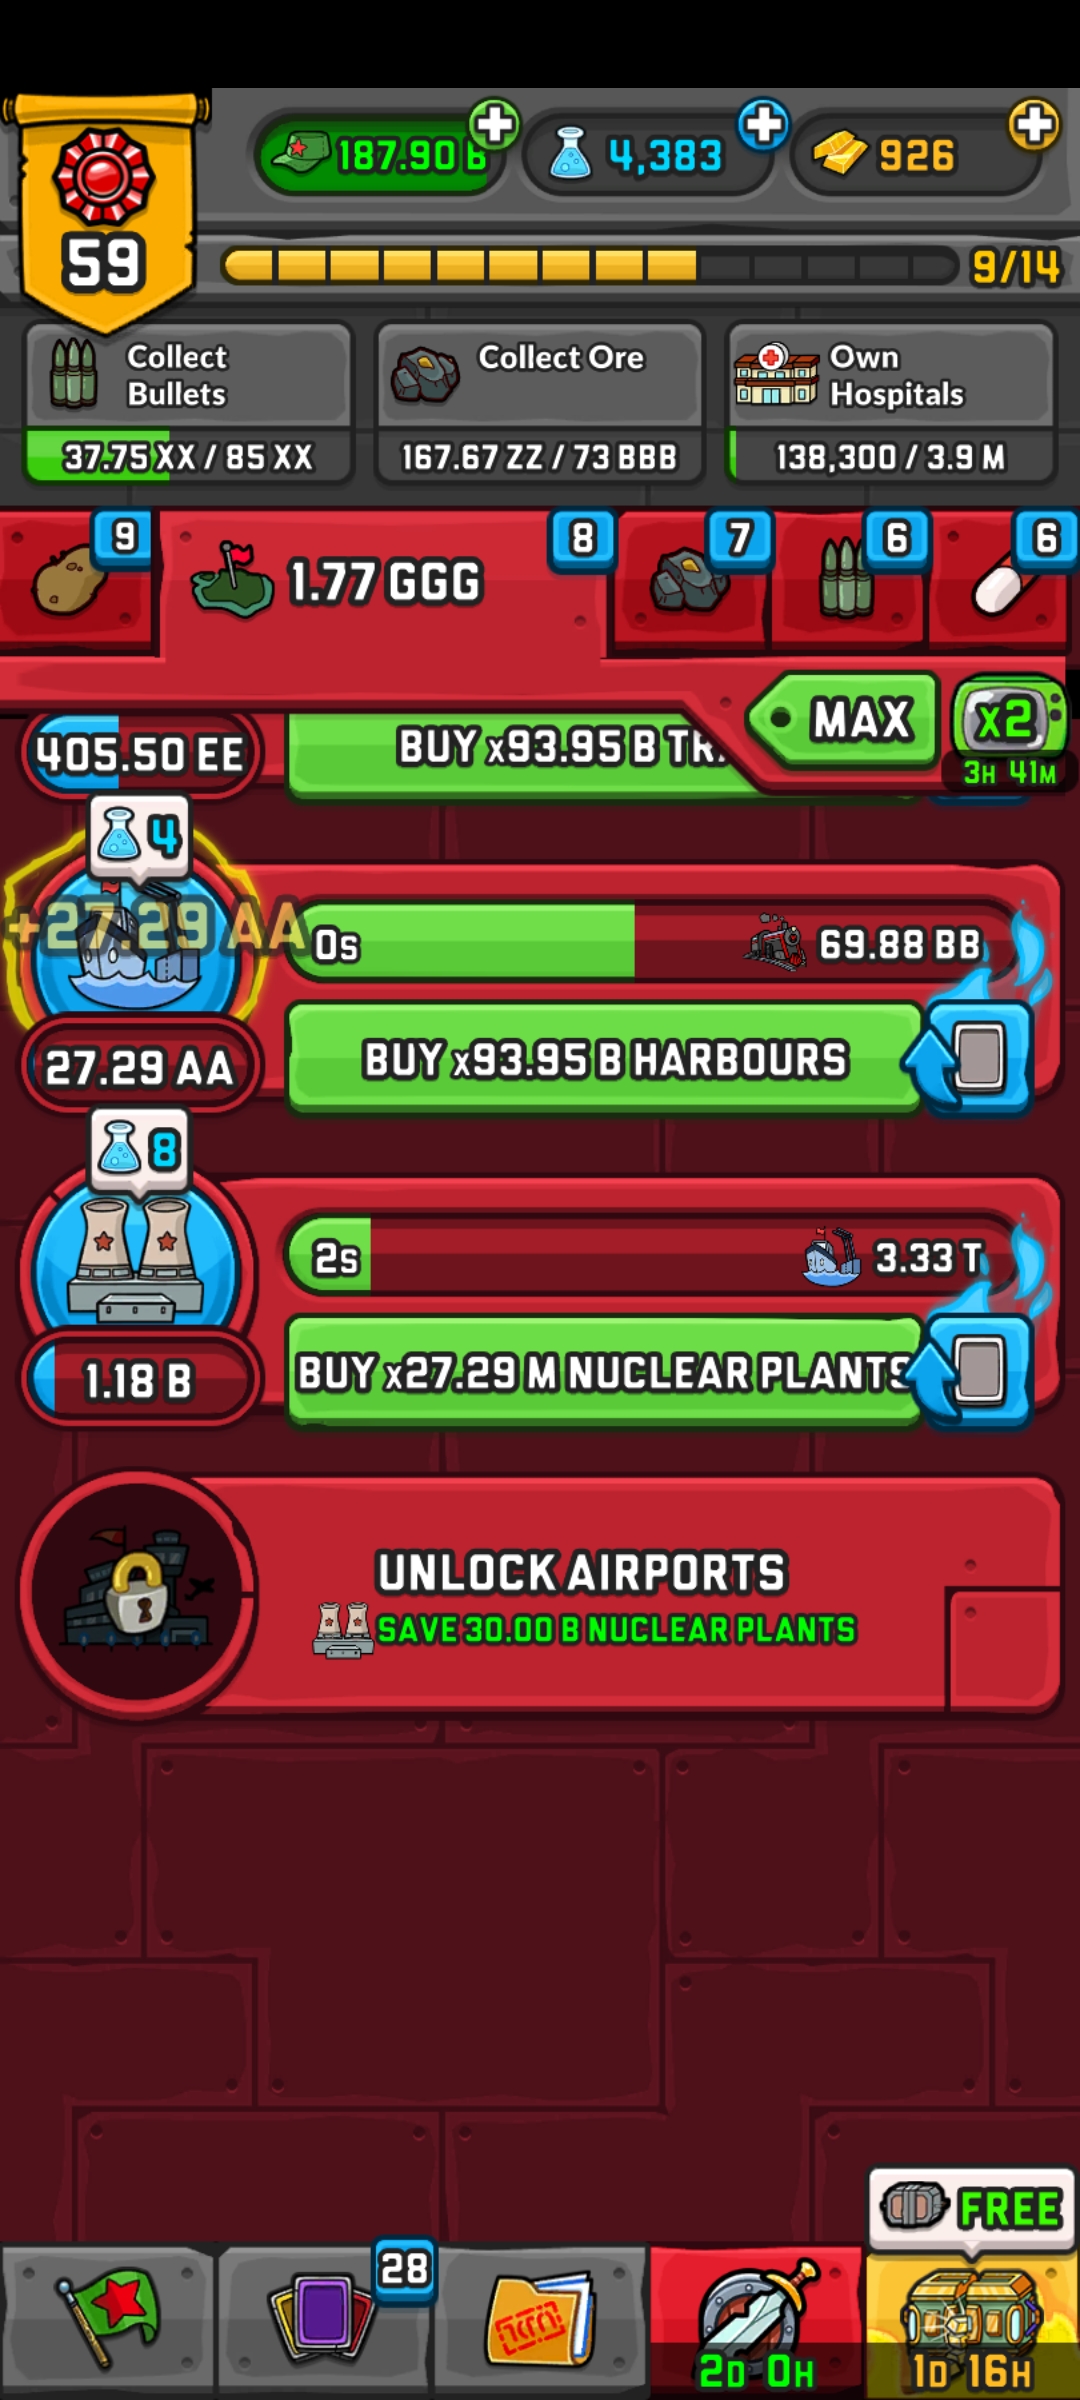 187.90 B
4,383
926
59
9/14
Collect
Bullets
37.75 XX / 85 XX
Collect Ore
167.67 ZZ / 73 BBB
Own
Hospitals
138,300 / 3.9 M
9
1.77 GGG
8
7
6
6
MAX
x2
3H 41M
405.50 EE
BUY x93.95 B
4
+27.29 AA
0s
69.88 BB
27.29 AA
BUY x93.95 B HARBOURS
8
2s
3.33 T
1.18 B
BUY x27.29 M NUCLEAR PLANTS
UNLOCK AIRPORTS
SAVE 30.00 B NUCLEAR PLANTS
FREE
28
2D 0H
1D 16H